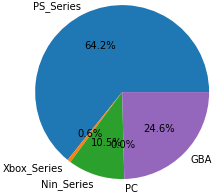 PS_Series
64.2%
0.6%
10.5%
0.0%
24.6%
GBA
Xbox_Series
Nin_Series
PC